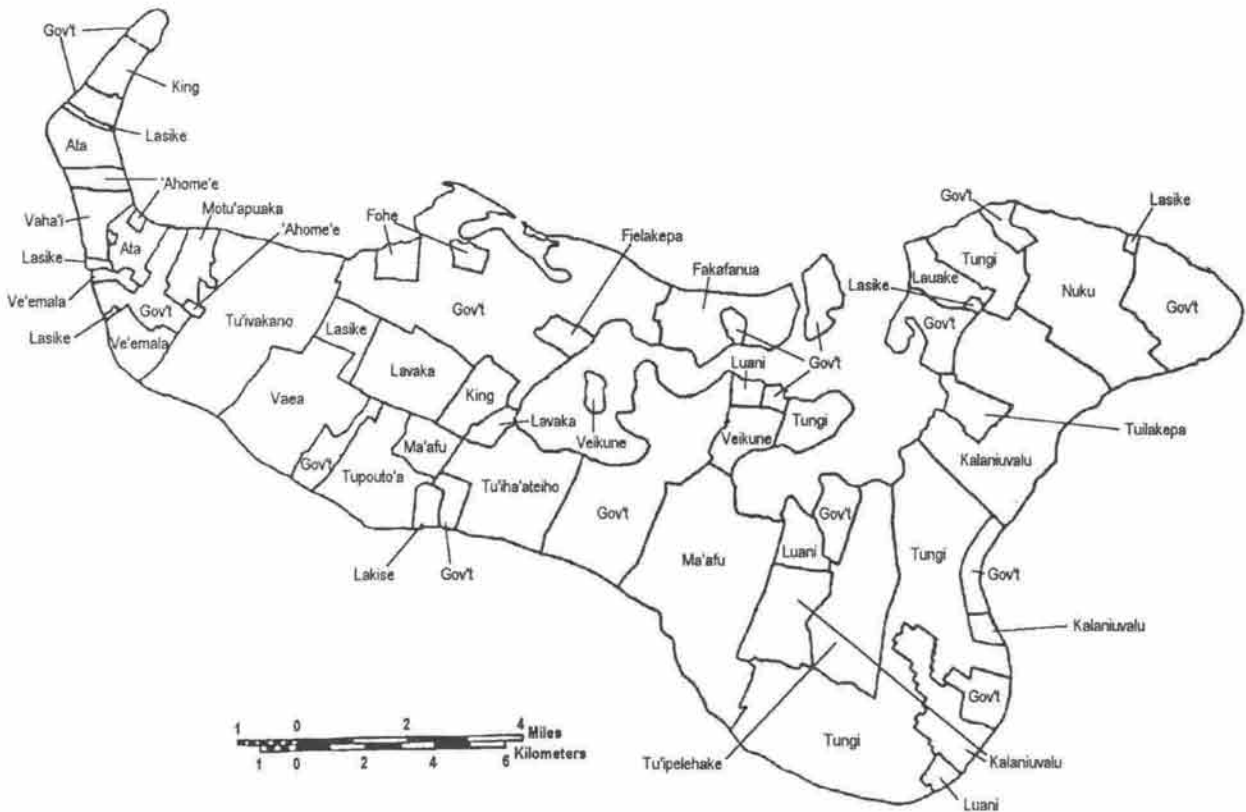 Gov't
King
Lasike
Ata
'Ahome'e
Motu'apuaka
'Ahome'e
Vaha'i
Ata
Lasike
Ve'emala
Gov't
Lasike
Ve'emala
Tu'ivakano
Fohe
Gov't
Fielakepa
Lasike
Lavaka
King
Lavaka
Vaea
Gov't
Tupouto'a
Ma'afu
Tu'iha'ateiho
Lakise
Gov't
Veikune
Gov't
Fakafanua
Gov't
Luani
Veikune
Tungi
Gov't
Lasike
Tungi
Lauake
Lasike
Gov't
Nuku
Gov't
Tuilakepa
Kalaniuvalu
Ma'afu
Luani
Gov't
Tungi
Gov't
Kalaniuvalu
Gov't
Tungi
Tu'ipelehake
Kalaniuvalu
Luani
1 0 2 4
Miles
Kilometers
1 0 2 4 6